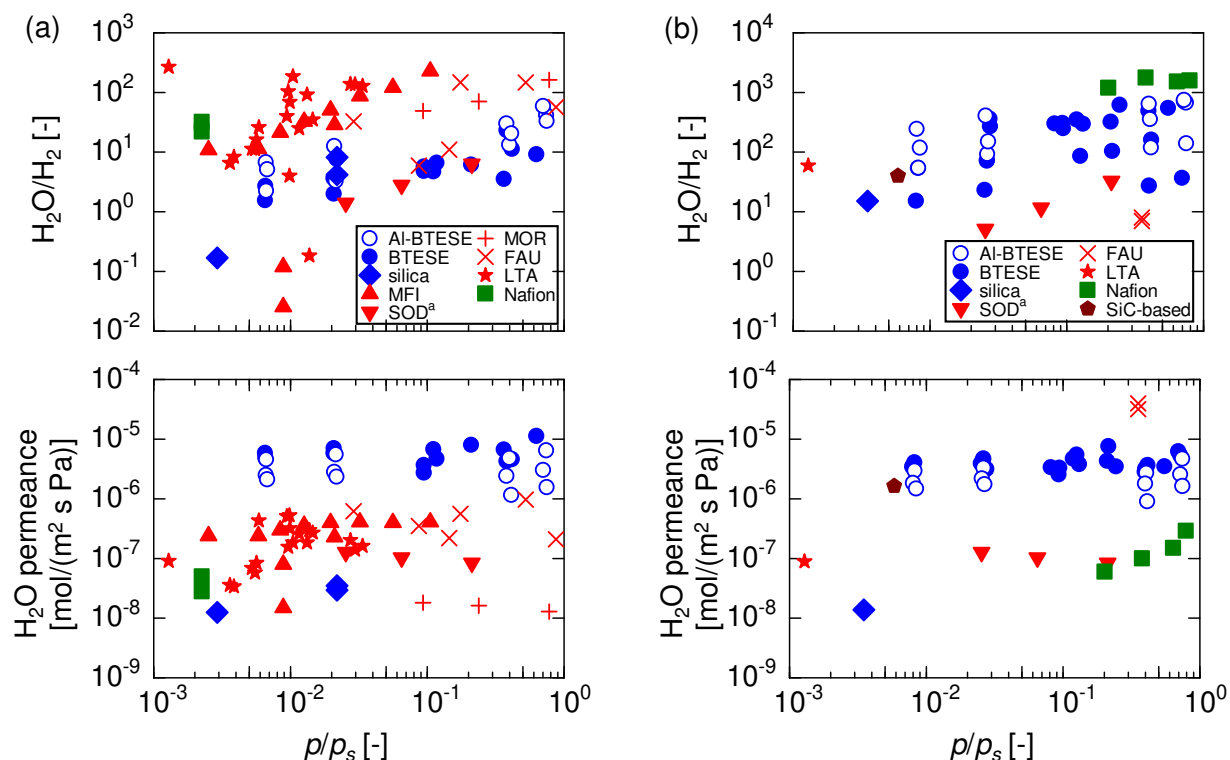 (a)
H2O/H2 [-]
10^3
10^2
10^1
10^0
10^-1
10^-2
Al-BTESE
BTESE
silica
MFI
SOD^a
MOR
FAU
LTA
Nafion
H2O permeance
[mol/(m^2 s Pa)]
10^-4
10^-5
10^-6
10^-7
10^-8
10^-9
10^-3
10^-2
10^-1
10^0
p/ps [-]
(b)
H2O/H2 [-]
10^4
10^3
10^2
10^1
10^0
10^-1
Al-BTESE
BTESE
silica
SOD^a
FAU
LTA
Nafion
SiC-based
H2O permeance
[mol/(m^2 s Pa)]
10^-4
10^-5
10^-6
10^-7
10^-8
10^-9
10^-3
10^-2
10^-1
10^0
p/ps [-]